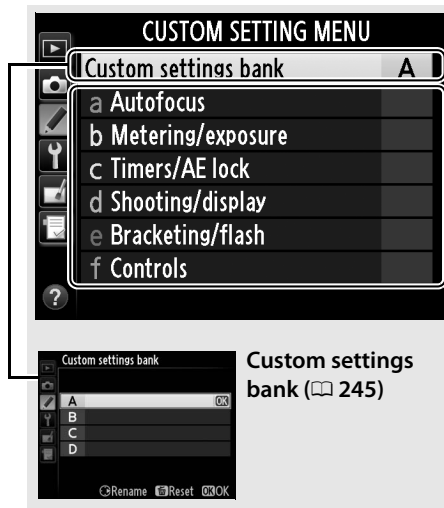 CUSTOM SETTING MENU
Custom settings bank A
a Autofocus
b Metering/exposure
c Timers/AE lock
d Shooting/display
e Bracketing/flash
f Controls
?
Custom settings bank
A OK
B
C
D
Rename Reset OK OK
Custom settings
bank (📖 245)